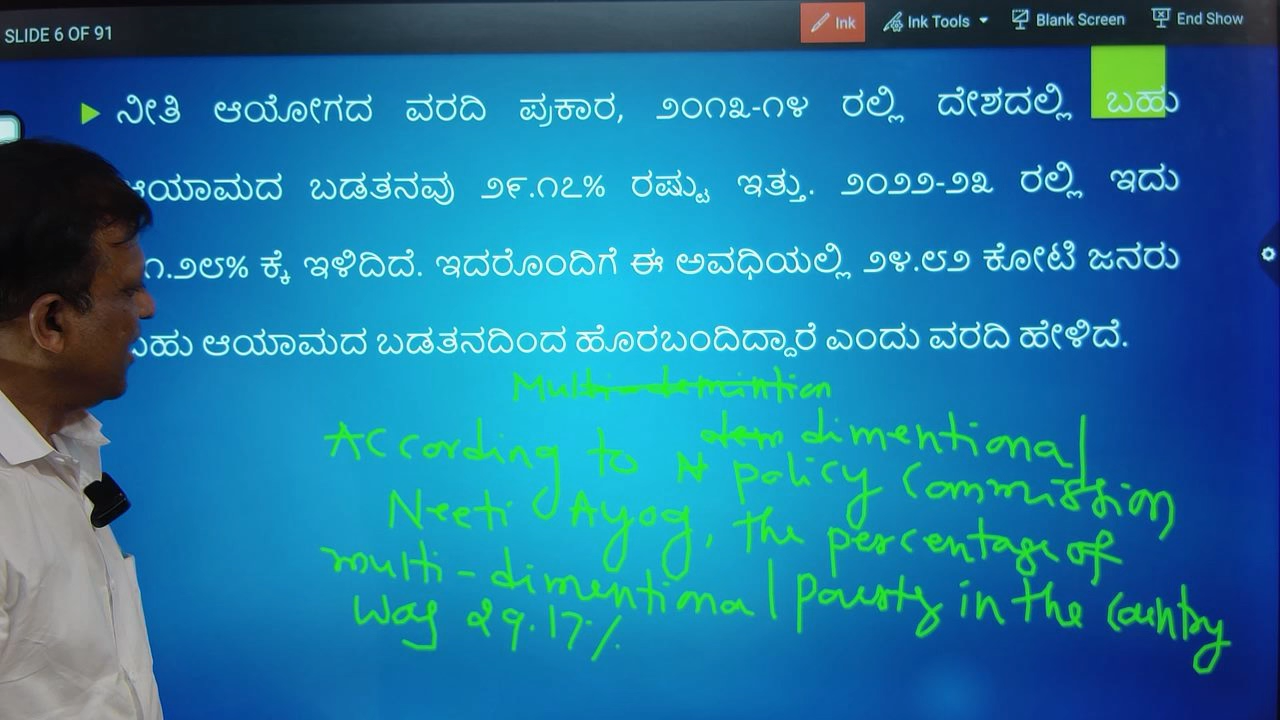 SLIDE 6 OF 91
Ink
Ink Tools
Blank Screen
End Show
ನೀತಿ ಆಯೋಗದ ವರದಿ ಪ್ರಕಾರ, ೨೦೧೩-೧೪ ರಲ್ಲಿ ದೇಶದಲ್ಲಿ ಬಹು
ಆಯಾಮದ ಬಡತನವು ೨೯.೧೭% ರಷ್ಟು ಇತ್ತು. ೨೦೨೨-೨೩ ರಲ್ಲಿ ಇದು
೧.೨೮% ಕ್ಕೆ ಇಳಿದಿದೆ. ಇದರೊಂದಿಗೆ ಈ ಅವಧಿಯಲ್ಲಿ ೨೪.೮೨ ಕೋಟಿ ಜನರು
ಬಹು ಆಯಾಮದ ಬಡತನದಿಂದ ಹೊರಬಂದಿದ್ದಾರೆ ಎಂದು ವರದಿ ಹೇಳಿದೆ.
dimentional
According to policy Commission
Neeti Ayog, the percentage of
multi-dimentional in the country
was 29.17%.